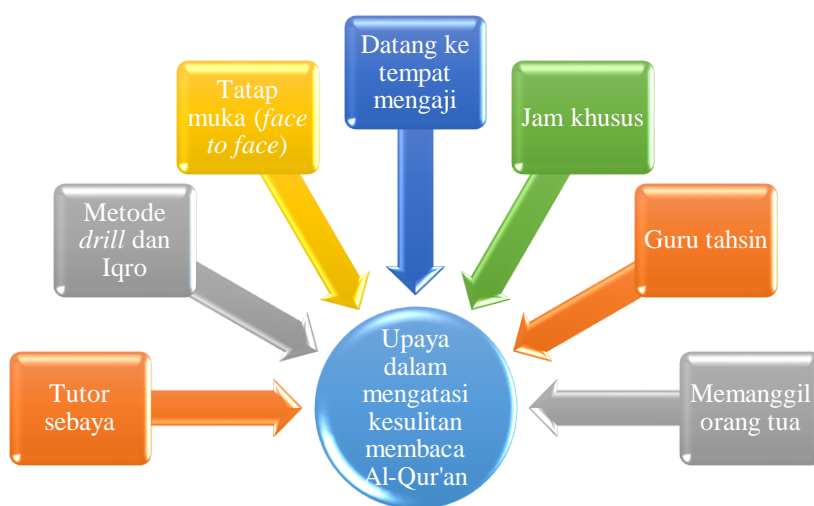 Datang ke
tempat
mengaji
Tatap
muka (face
to face)
Jam khusus
Metode
drill dan
Iqro
Guru tahsin
Tutor
sebaya
Upaya
dalam
mengatasi
kesulitan
membaca
Al-Qur'an
Memanggil
orang tua